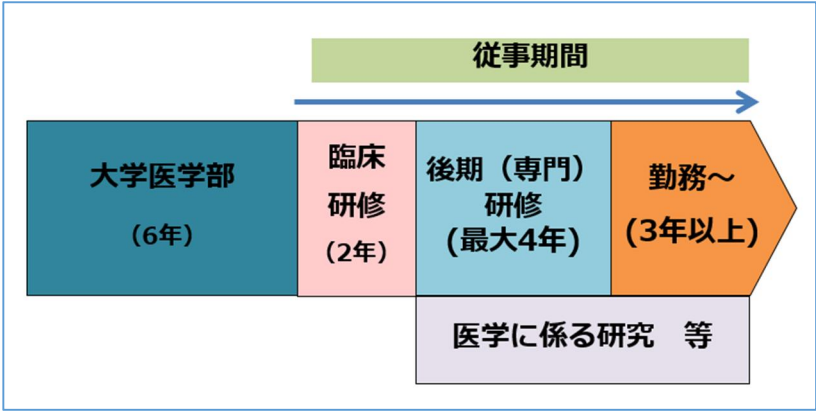 従事期間
大学医学部
（6年）
臨床
研修
（2年）
後期（専門）
研修
(最大4年)
勤務～
(3年以上)
医学に係る研究　等